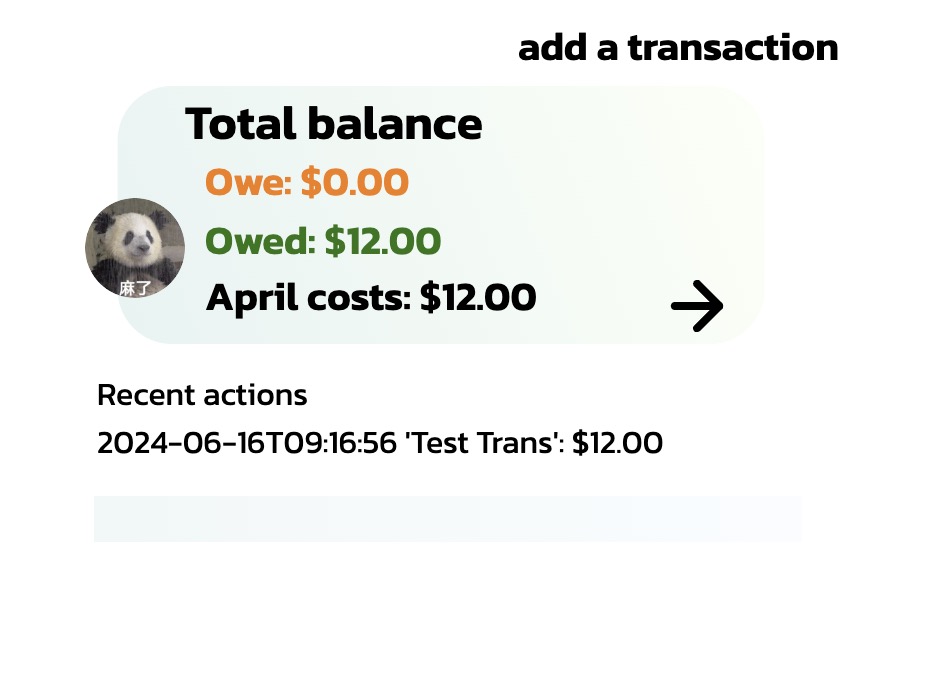 add a transaction
Total balance
Owe: $0.00
Owed: $12.00
麻了
April costs: $12.00
Recent actions
2024-06-16T09:16:56 'Test Trans': $12.00